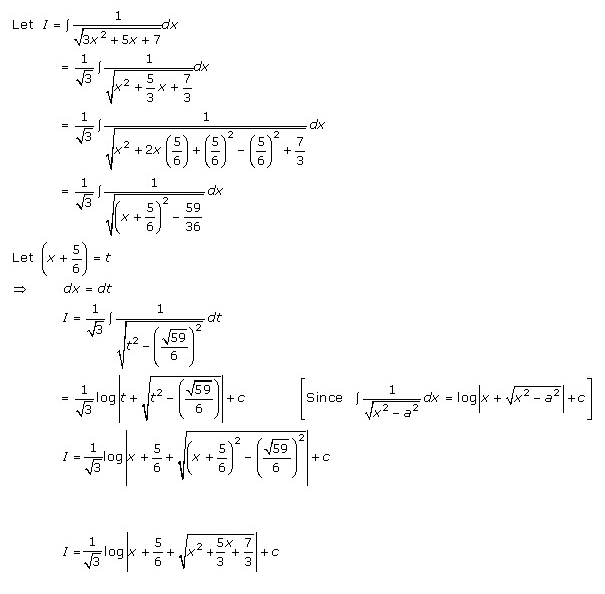 Let I = ∫ 1/√(3x² + 5x + 7) dx
= 1/√3 ∫ 1/√(x² + 5/3 x + 7/3) dx
= 1/√3 ∫ 1/√(x² + 2x (5/6) + (5/6)² − (5/6)² + 7/3) dx
= 1/√3 ∫ 1/√((x + 5/6)² − 59/36) dx
Let (x + 5/6) = t
⇒ dx = dt
I = 1/√3 ∫ 1/√(t² − (√59/6)²) dt
= 1/√3 log|t + √(t² − (√59/6)²)| + c [Since ∫ 1/√(x² − a²) dx = log|x + √(x² − a²)| + c]
I = 1/√3 log|x + 5/6 + √((x + 5/6)² − (√59/6)²)| + c
I = 1/√3 log|x + 5/6 + √(x² + 5x/3 + 7/3)| + c